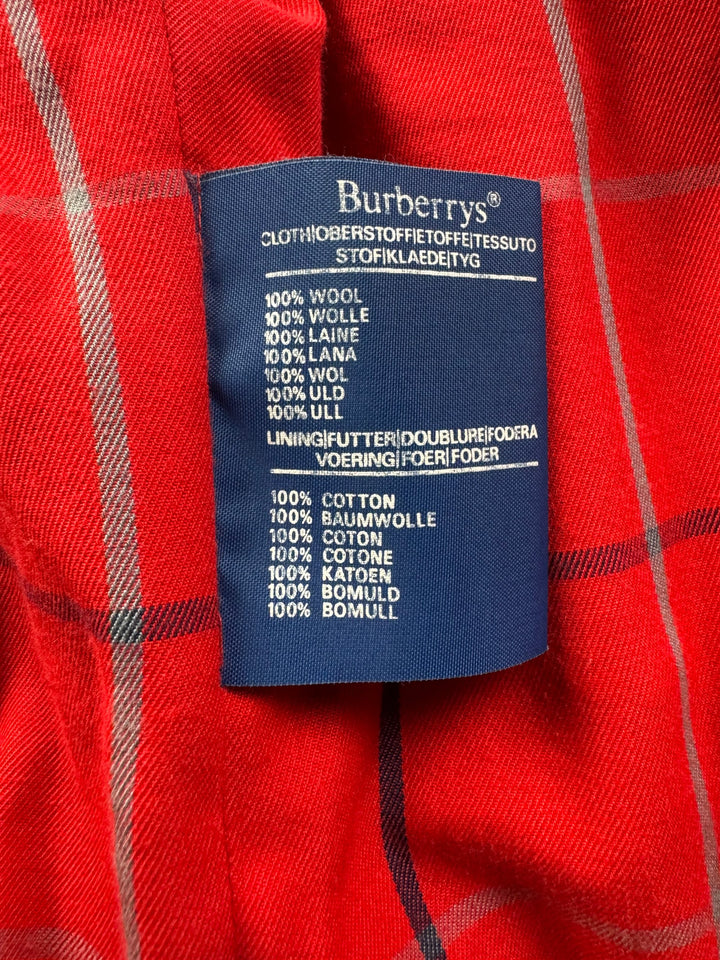 Burberrys®
CLOTH|OBERSTOFF|ETOFFE|TESSUTO
STOF|KLAEDE|TYG
100% WOOL
100% WOLLE
100% LAINE
100% LANA
100% WOL
100% ULD
100% ULL
LINING|FUTTER|DOUBLURE|FODERA
VOERING|FOER|FODER
100% COTTON
100% BAUMWOLLE
100% COTON
100% COTONE
100% KATOEN
100% BOMULD
100% BOMULL